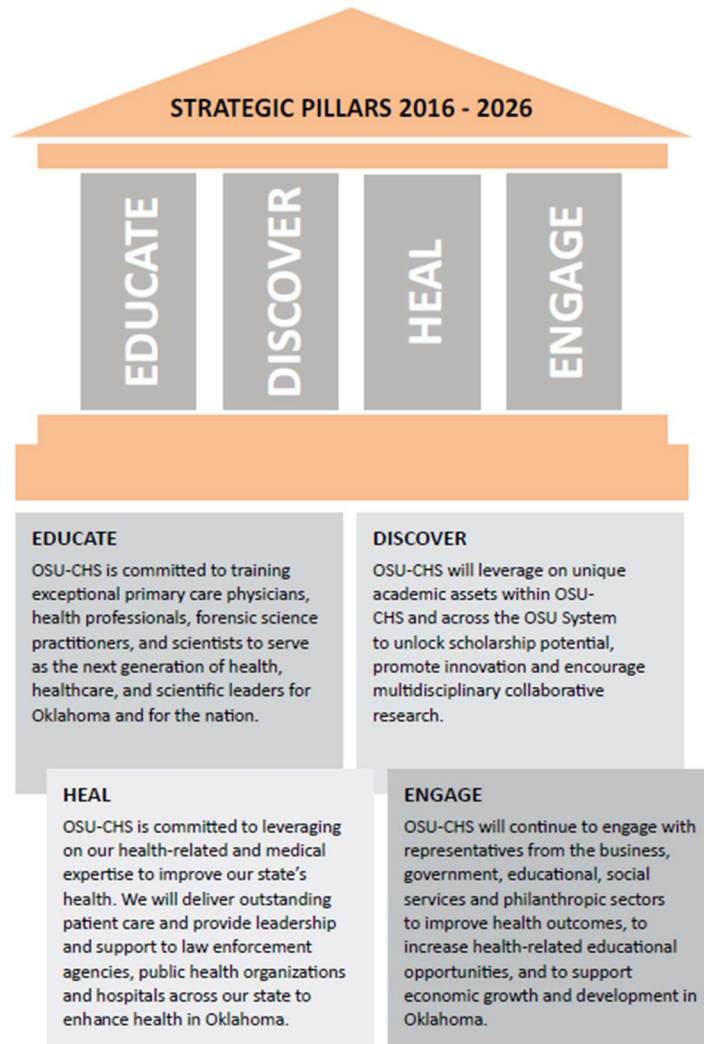 STRATEGIC PILLARS 2016 - 2026
EDUCATE
DISCOVER
HEAL
ENGAGE
EDUCATE
OSU-CHS is committed to training
exceptional primary care physicians,
health professionals, forensic science
practitioners, and scientists to serve
as the next generation of health,
healthcare, and scientific leaders for
Oklahoma and for the nation.
DISCOVER
OSU-CHS will leverage on unique
academic assets within OSU-
CHS and across the OSU System
to unlock scholarship potential,
promote innovation and encourage
multidisciplinary collaborative
research.
HEAL
OSU-CHS is committed to leveraging
on our health-related and medical
expertise to improve our state's
health. We will deliver outstanding
patient care and provide leadership
and support to law enforcement
agencies, public health organizations
and hospitals across our state to
enhance health in Oklahoma.
ENGAGE
OSU-CHS will continue to engage with
representatives from the business,
government, educational, social
services and philanthropic sectors
to improve health outcomes, to
increase health-related educational
opportunities, and to support
economic growth and development in
Oklahoma.